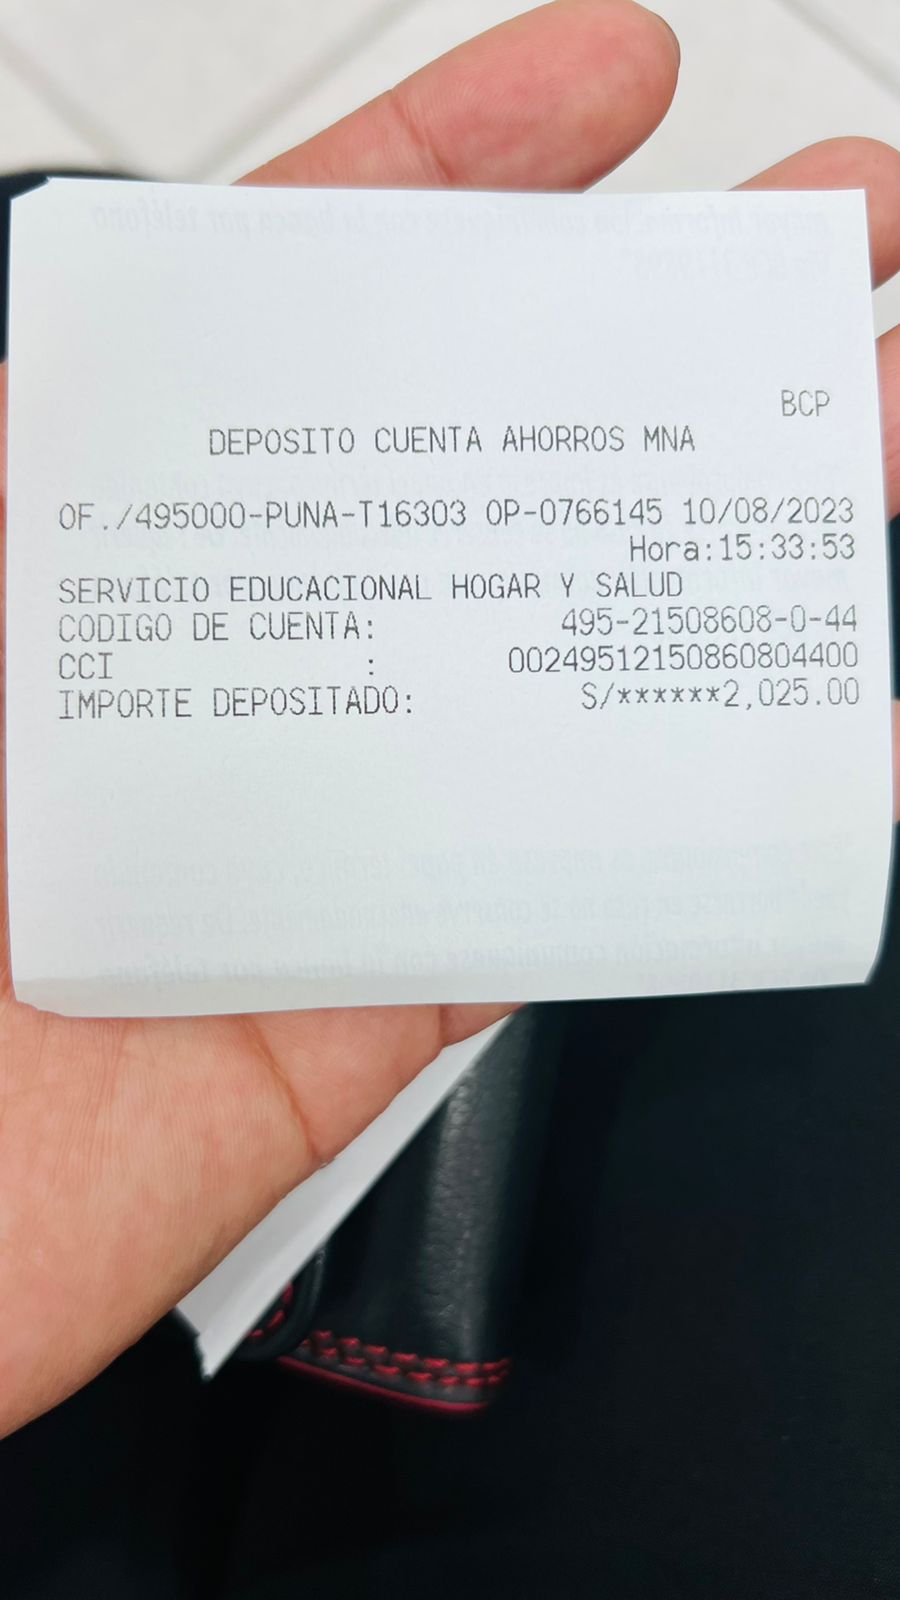 BCP
DEPOSITO CUENTA AHORROS MNA
OF./495000-PUNA-T16303 OP-0766145 10/08/2023
Hora:15:33:53
SERVICIO EDUCACIONAL HOGAR Y SALUD
CODIGO DE CUENTA: 495-21508608-0-44
CCI : 00249512150860804400
IMPORTE DEPOSITADO: S/******2,025.00